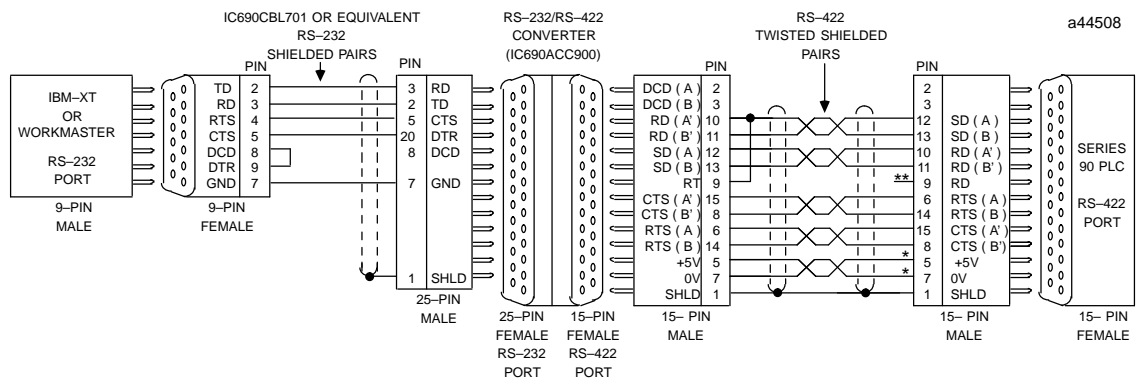 IC690CBL701 OR EQUIVALENT
RS–232
SHIELDED PAIRS
RS–232/RS–422
CONVERTER
(IC690ACC900)
RS–422
TWISTED SHIELDED
PAIRS
a44508
IBM–XT
OR
WORKMASTER
RS–232
PORT
9–PIN
MALE
PIN
TD 2
RD 3
RTS 4
CTS 5
DCD 8
DTR 9
GND 7
9–PIN
FEMALE
PIN
3 RD
2 TD
5 CTS
20 DTR
8 DCD
7 GND
1 SHLD
25–PIN
MALE
25–PIN
FEMALE
RS–232
PORT
15–PIN
FEMALE
RS–422
PORT
PIN
DCD ( A ) 2
DCD ( B ) 3
RD ( A' ) 10
RD ( B' ) 11
SD ( A ) 12
SD ( B ) 13
RT 9
CTS ( A' ) 15
CTS ( B' ) 8
RTS ( A ) 6
RTS ( B ) 14
+5V 5
0V 7
SHLD 1
15– PIN
MALE
PIN
2
3
12 SD ( A )
13 SD ( B )
10 RD ( A' )
11 RD ( B' )
** 9 RD
6 RTS ( A )
14 RTS ( B )
15 CTS ( A' )
8 CTS ( B' )
* 5 +5V
* 7 0V
1 SHLD
15– PIN
MALE
SERIES
90 PLC
RS–422
PORT
15– PIN
FEMALE